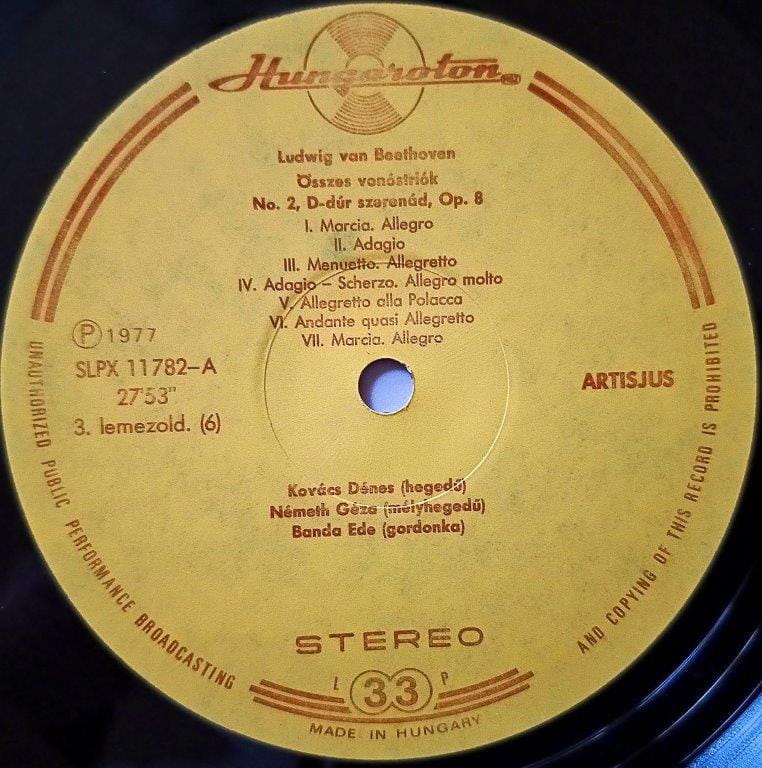 Hungaroton
Ludwig van Beethoven
Összes vonóstriók
No. 2, D-dúr szerenád, Op. 8
I. Marcia. Allegro
II. Adagio
III. Menuetto. Allegretto
IV. Adagio – Scherzo. Allegro molto
V. Allegretto alla Polacca
VI. Andante quasi Allegretto
VII. Marcia. Allegro
Ⓟ 1977
SLPX 11782–A
27'53"
3. lemezold. (6)
ARTISJUS
Kovács Dénes (hegedű)
Németh Géza (mélyhegedű)
Banda Ede (gordonka)
STEREO
L 33 P
MADE IN HUNGARY
UNAUTHORIZED PUBLIC PERFORMANCE BROADCASTING
AND COPYING OF THIS RECORD IS PROHIBITED